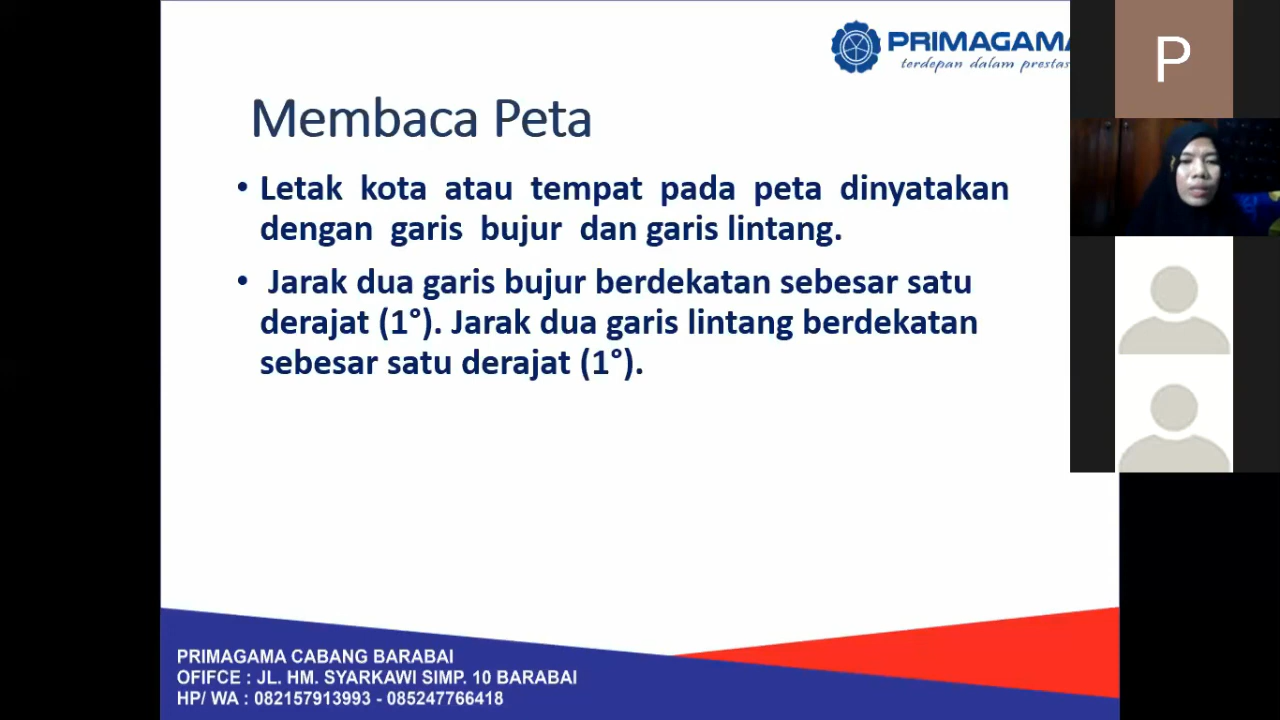 PRIMAGAMA
terdepan dalam prestas
P
Membaca Peta
• Letak kota atau tempat pada peta dinyatakan
dengan garis bujur dan garis lintang.
• Jarak dua garis bujur berdekatan sebesar satu
derajat (1°). Jarak dua garis lintang berdekatan
sebesar satu derajat (1°).
PRIMAGAMA CABANG BARABAI
OFIFCE : JL. HM. SYARKAWI SIMP. 10 BARABAI
HP/ WA : 082157913993 - 085247766418